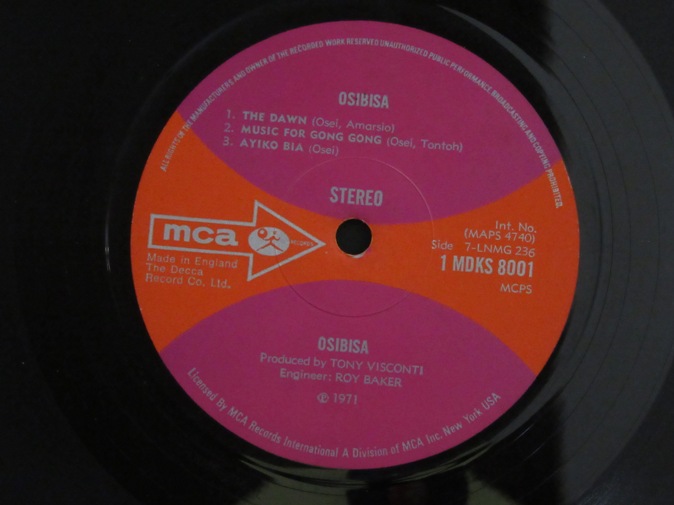 ALL RIGHTS OF THE MANUFACTURERS AND OWNER OF THE RECORDED WORK RESERVED UNAUTHORIZED PUBLIC PERFORMANCE BROADCASTING AND COPYING PROHIBITED.
OSIBISA
1. THE DAWN (Osei, Amarslo)
2. MUSIC FOR GONG GONG (Osei, Tontoh)
3. AYIKO BIA (Osei)
STEREO
mca RECORDS
Made in England
The Decca
Record Co. Ltd.
Int. No.
(MAPS 4740)
Side 7-LNMG 236
1 MDKS 8001
MCPS
OSIBISA
Produced by TONY VISCONTI
Engineer: ROY BAKER
℗ 1971
Licensed By MCA Records International A Division of MCA Inc. New York USA